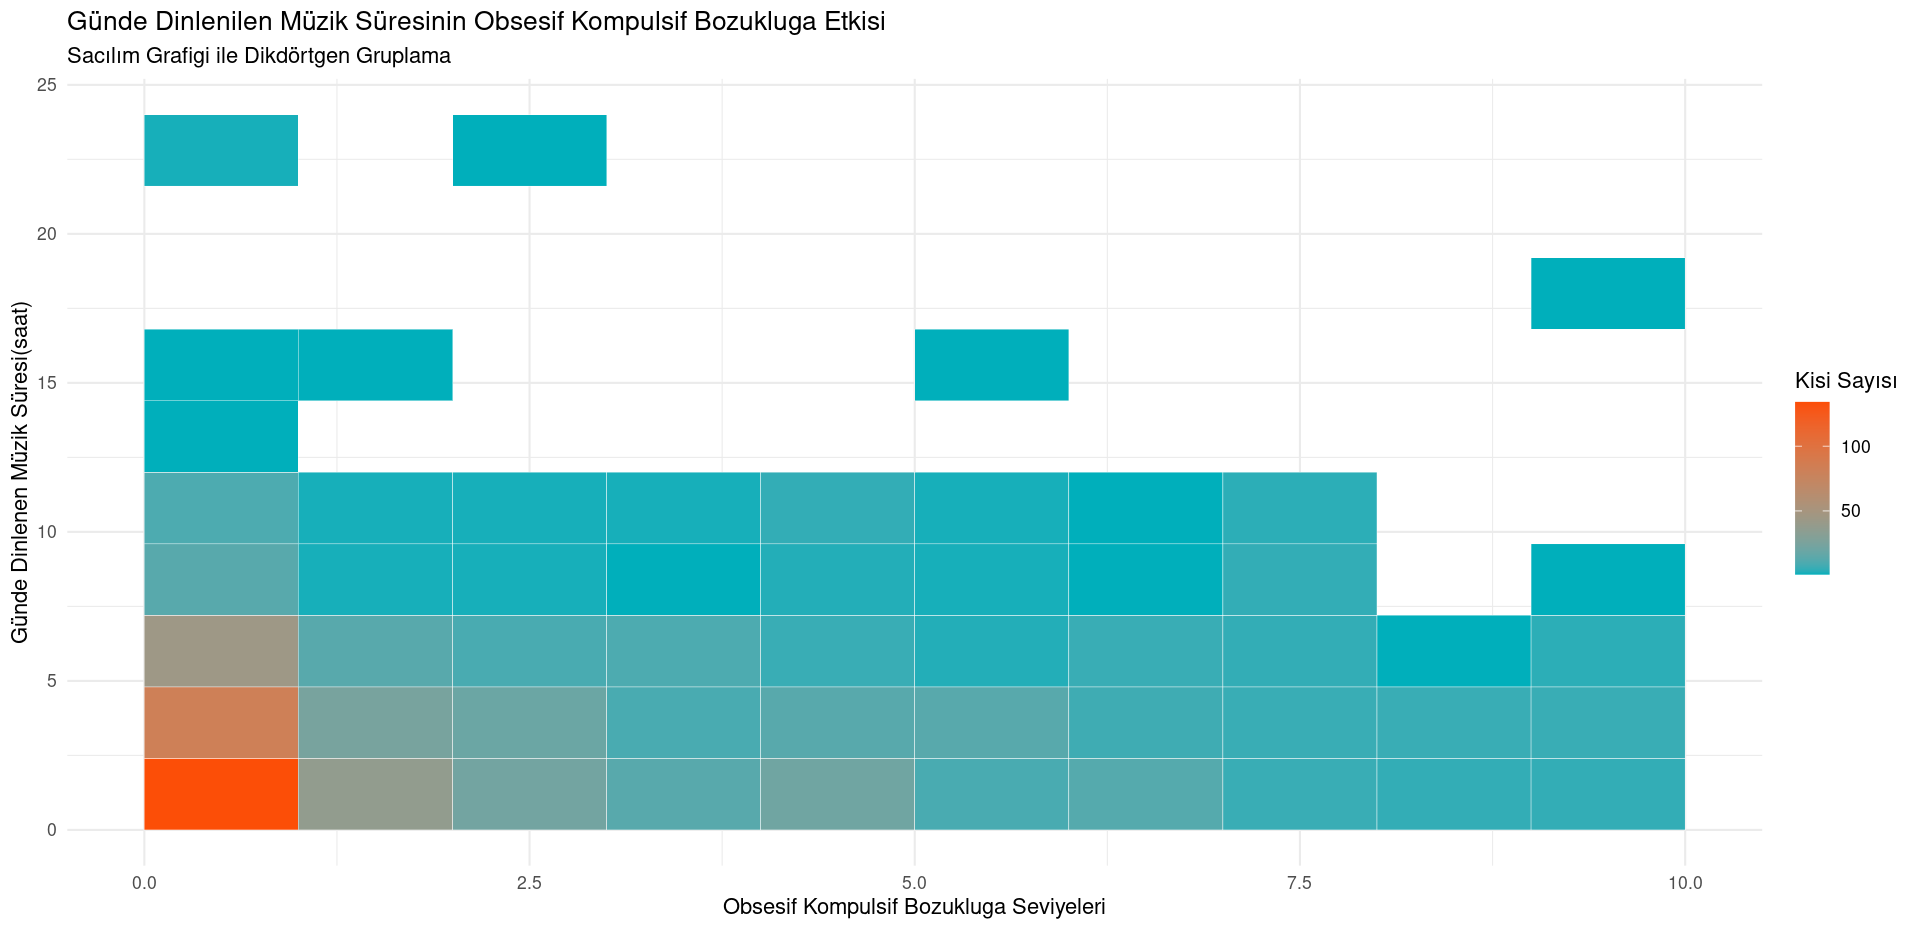 Günde Dinlenilen Müzik Süresinin Obsesif Kompulsif Bozukluga Etkisi
Sacılım Grafigi ile Dikdörtgen Gruplama
25
20
15
10
5
0
Günde Dinlenen Müzik Süresi(saat)
0.0
2.5
5.0
7.5
10.0
Obsesif Kompulsif Bozukluga Seviyeleri
Kisi Sayısı
100
50